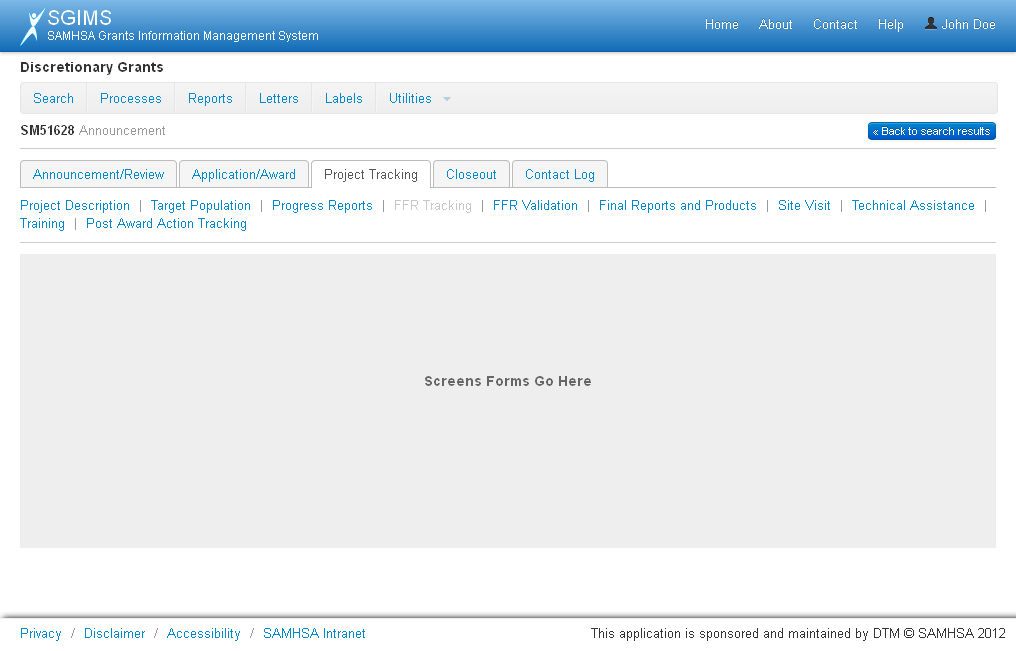 SGIMS
SAMHSA Grants Information Management System
Home About Contact Help John Doe
Discretionary Grants
Search Processes Reports Letters Labels Utilities
SM51628 Announcement
« Back to search results
Announcement/Review Application/Award Project Tracking Closeout Contact Log
Project Description | Target Population | Progress Reports | FFR Tracking | FFR Validation | Final Reports and Products | Site Visit | Technical Assistance |
Training | Post Award Action Tracking
Screens Forms Go Here
Privacy / Disclaimer / Accessibility / SAMHSA Intranet
This application is sponsored and maintained by DTM © SAMHSA 2012